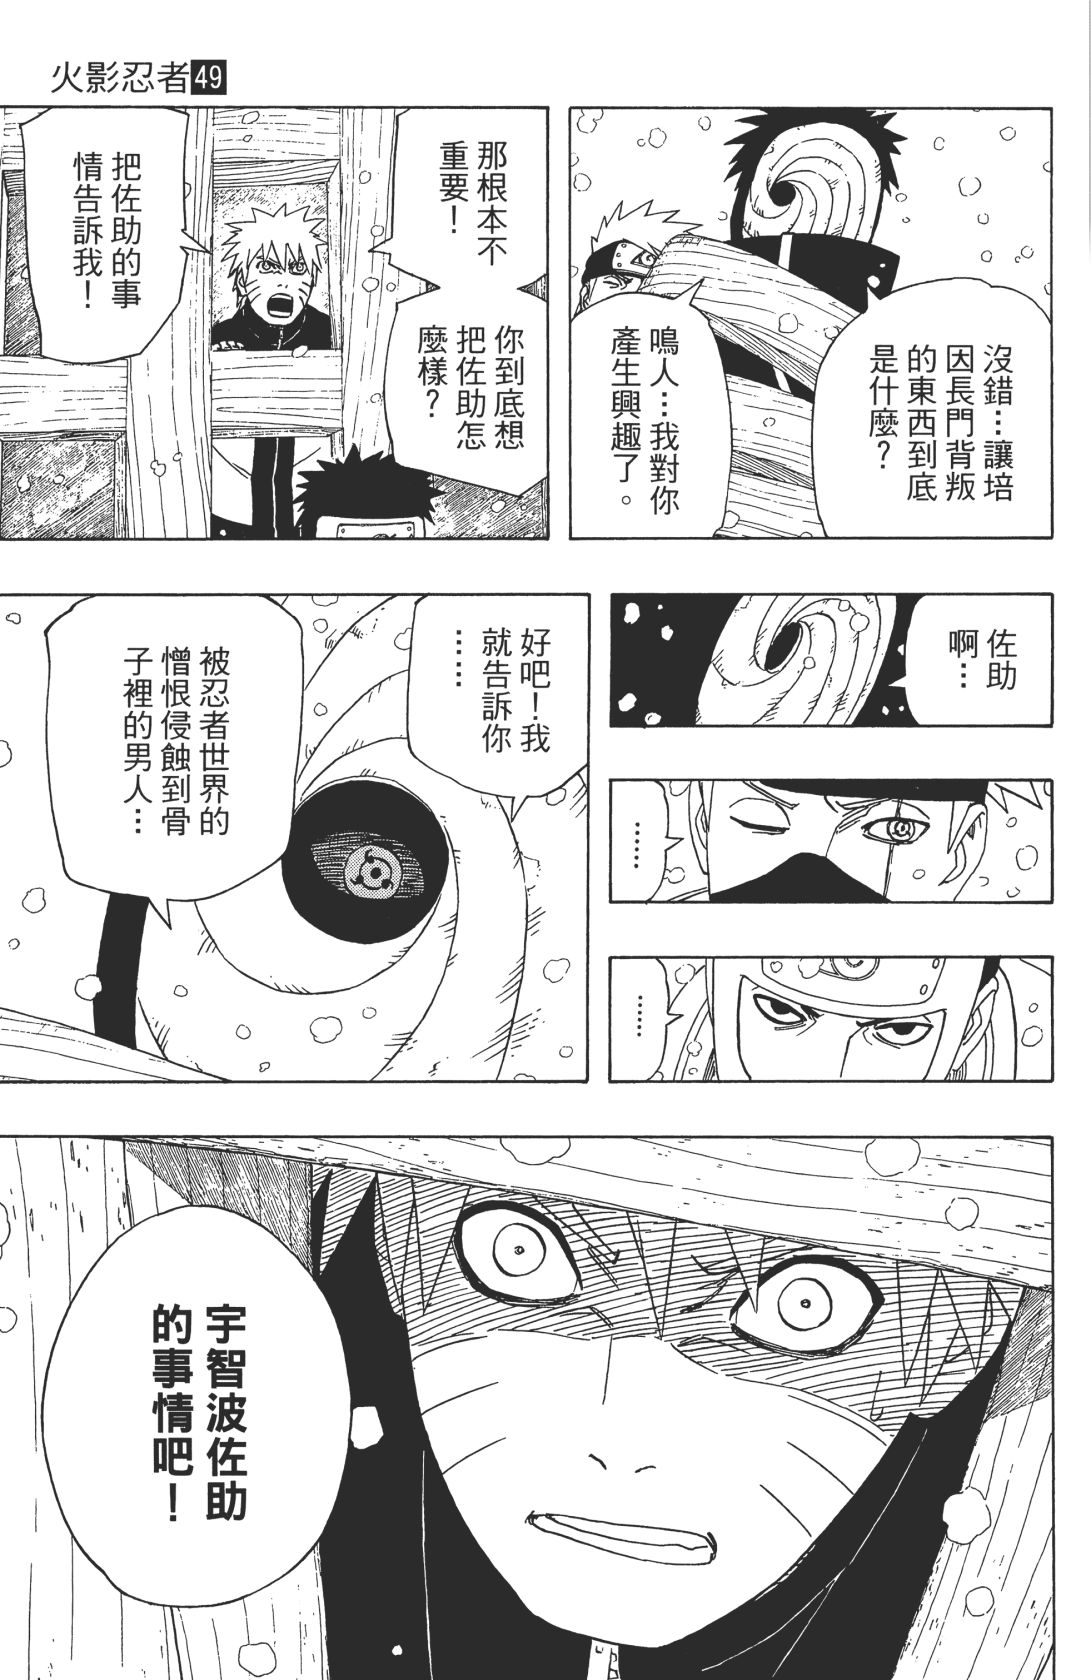 火影忍者49
沒錯…讓培
因長門背叛
的東西到底
是什麼?
鳴人…我對你
產生興趣了。
那根本不
重要!
你到底想
把佐助怎
麼樣?
把佐助的事
情告訴我!
佐助
啊…
……
……
好吧!我
就告訴你
……
被忍者世界的
憎恨侵蝕到骨
子裡的男人…
宇智波佐助
的事情吧!